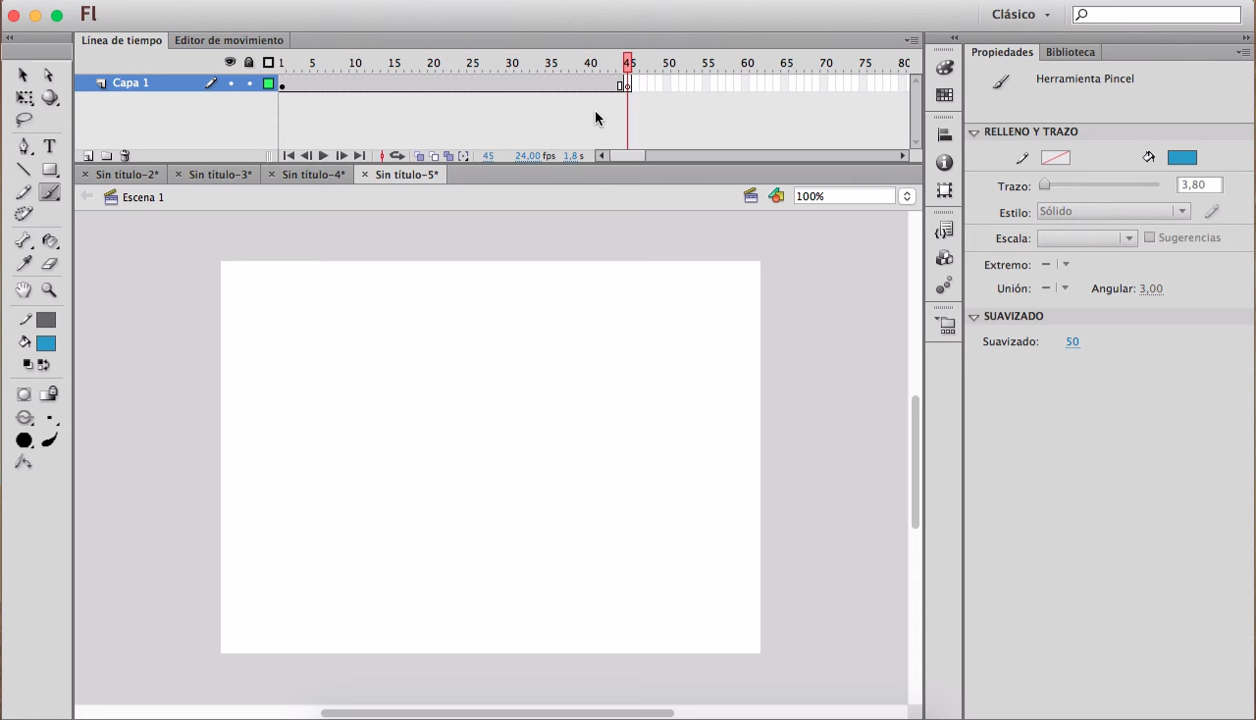 Fl
Clásico
Línea de tiempo
Editor de movimiento
1 5 10 15 20 25 30 35 40 45 50 55 60 65 70 75 80
Capa 1
45 24,00 fps 1,8 s
Sin título-2*
Sin título-3*
Sin título-4*
Sin título-5*
Escena 1
100%
T
Propiedades
Biblioteca
Herramienta Pincel
RELLENO Y TRAZO
Trazo: 3,80
Estilo: Sólido
Escala: Sugerencias
Extremo:
Unión: Angular: 3,00
SUAVIZADO
Suavizado: 50